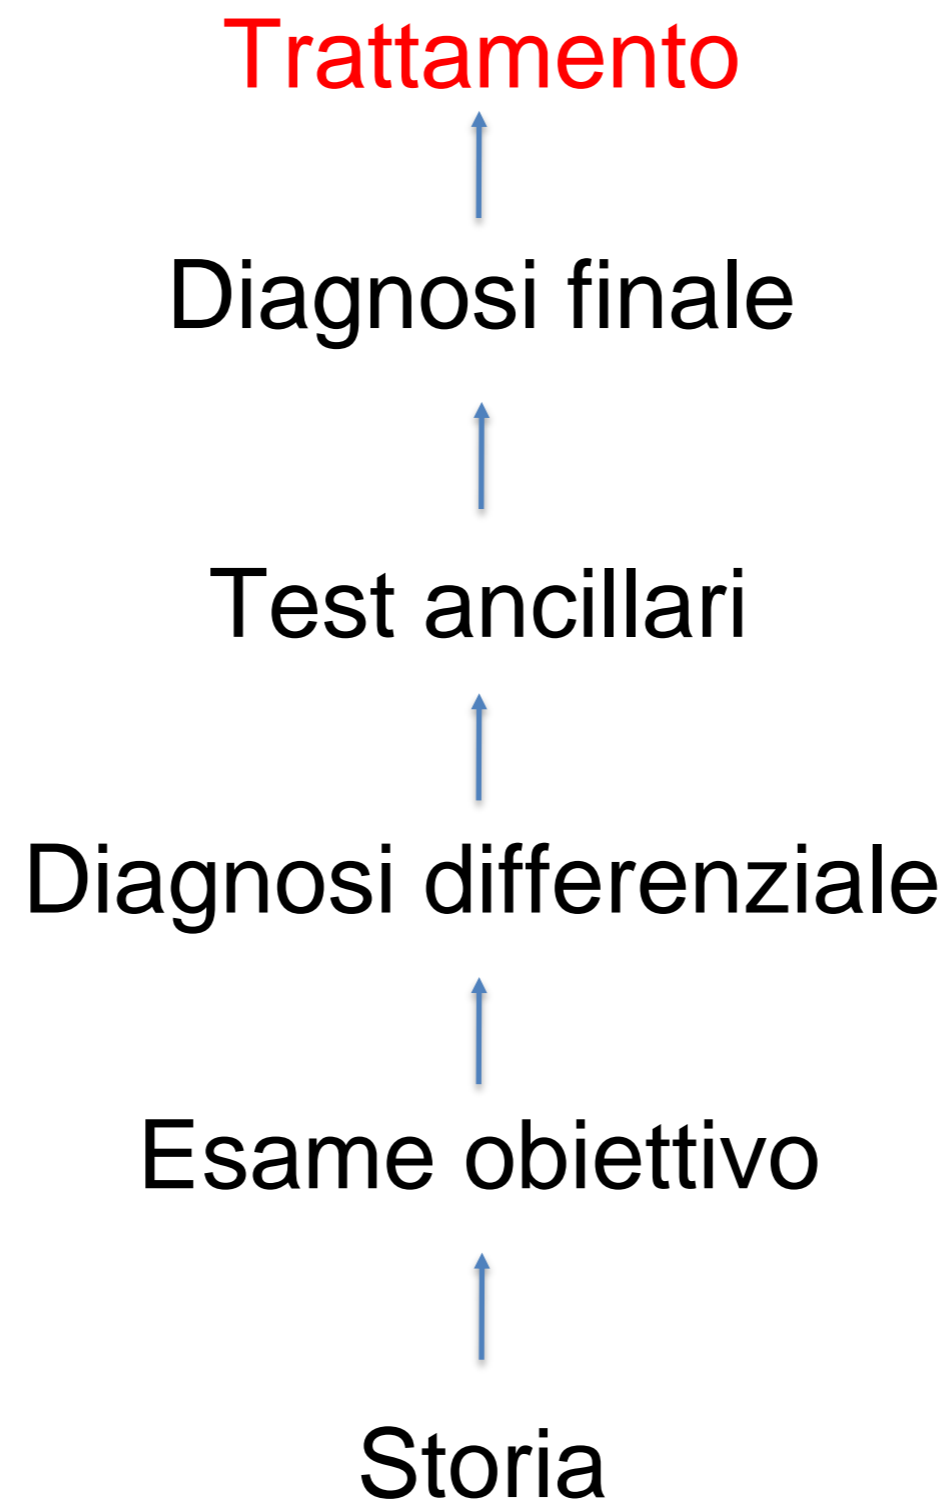 Trattamento
Diagnosi finale
Test ancillari
Diagnosi differenziale
Esame obiettivo
Storia